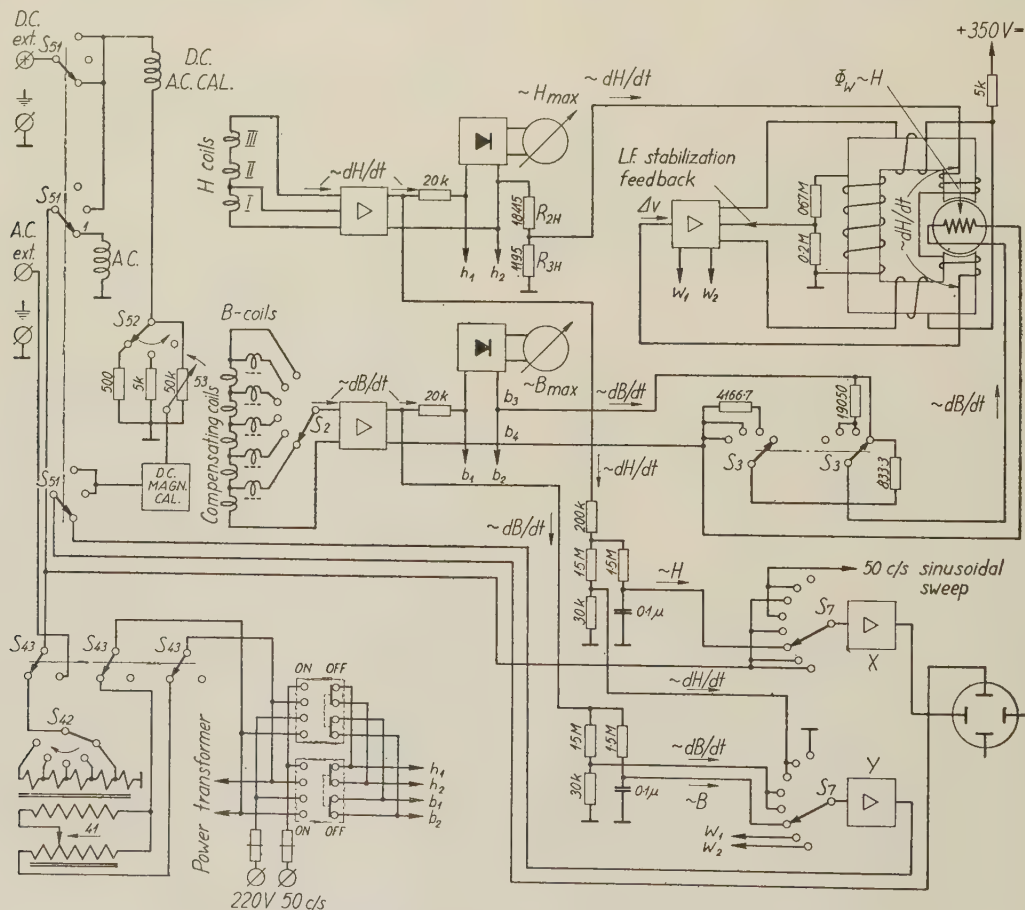 D.C.
ext.
S51
D.C.
A.C. CAL.
+350V=
5k
ΦW~H
~dH/dt
~Hmax
H coils
III
II
I
~dH/dt
20k
18415
R2H
1195
R3H
h1
h2
L.F. stabilization
feedback
Δv
W1
W2
0.67M
0.2M
~dH/dt
S51
1
A.C.
ext.
A.C.
S52
500
5k
50k
53
D.C.
MAGN.
CAL.
S51
B-coils
Compensating coils
S2
~dB/dt
20k
~Bmax
b3
b4
b1
b2
~dB/dt
4166·7
19050
S3
S3
833·3
~dB/dt
~dH/dt
~dB/dt
200k
1·5M
1·5M
30k
0·1μ
~H
50 c/s sinusoidal
sweep
S7
X
~dH/dt
1·5M
1·5M
30k
0·1μ
~dB/dt
~B
S7
Y
W1
W2
S43
S43
S43
S42
41
Power transformer
ON
OFF
ON
OFF
h1
h2
b1
b2
220V 50 c/s